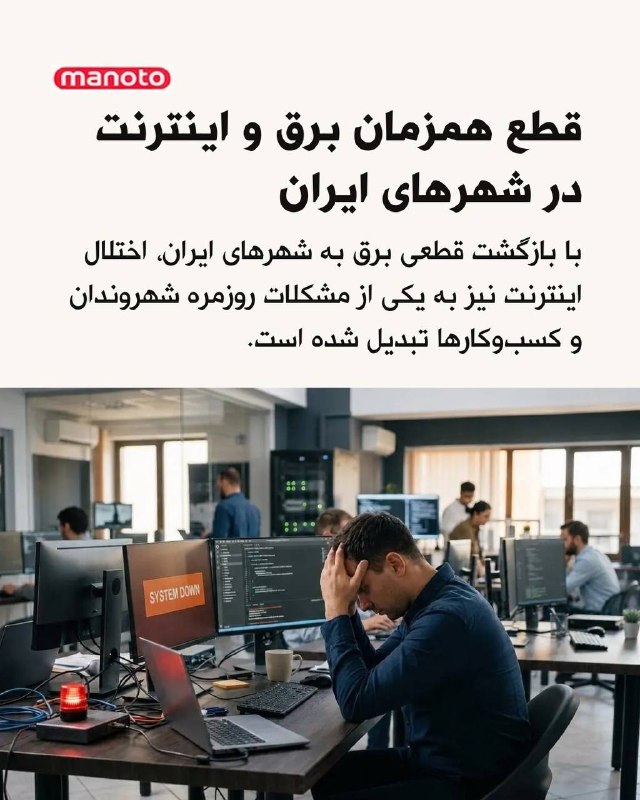 manoto
قطع همزمان برق و اینترنت
در شهرهای ایران
با بازگشت قطعی برق به شهرهای ایران، اختلال
اینترنت نیز به یکی از مشکلات روزمره شهروندان
و کسب‌وکارها تبدیل شده است.
SYSTEM DOWN